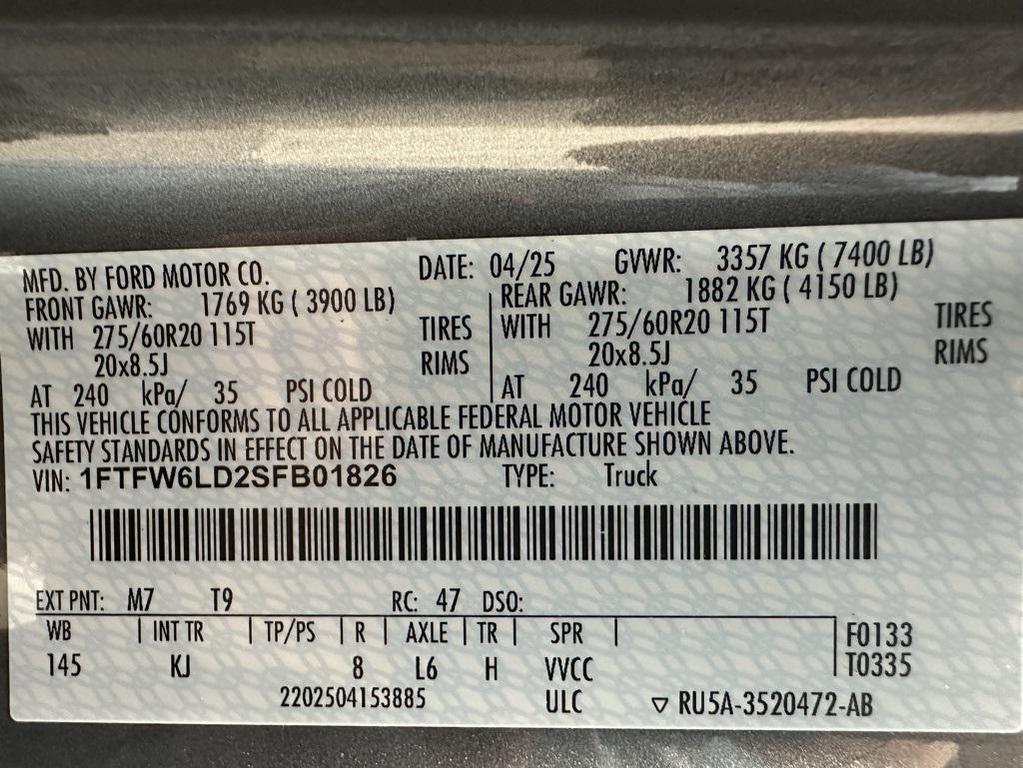 MFD. BY FORD MOTOR CO. DATE: 04/25 GVWR: 3357 KG ( 7400 LB)
FRONT GAWR: 1769 KG ( 3900 LB) REAR GAWR: 1882 KG ( 4150 LB)
WITH 275/60R20 115T TIRES WITH 275/60R20 115T TIRES
20x8.5J RIMS 20x8.5J RIMS
AT 240 kPa/ 35 PSI COLD AT 240 kPa/ 35 PSI COLD
THIS VEHICLE CONFORMS TO ALL APPLICABLE FEDERAL MOTOR VEHICLE
SAFETY STANDARDS IN EFFECT ON THE DATE OF MANUFACTURE SHOWN ABOVE.
VIN: 1FTFW6LD2SFB01826 TYPE: Truck
EXT PNT: M7 T9 RC: 47 DSO:
WB | INT TR | TP/PS | R | AXLE | TR | SPR | F0133
145 KJ 8 L6 H VVCC T0335
2202504153885 ULC ▽ RU5A-3520472-AB